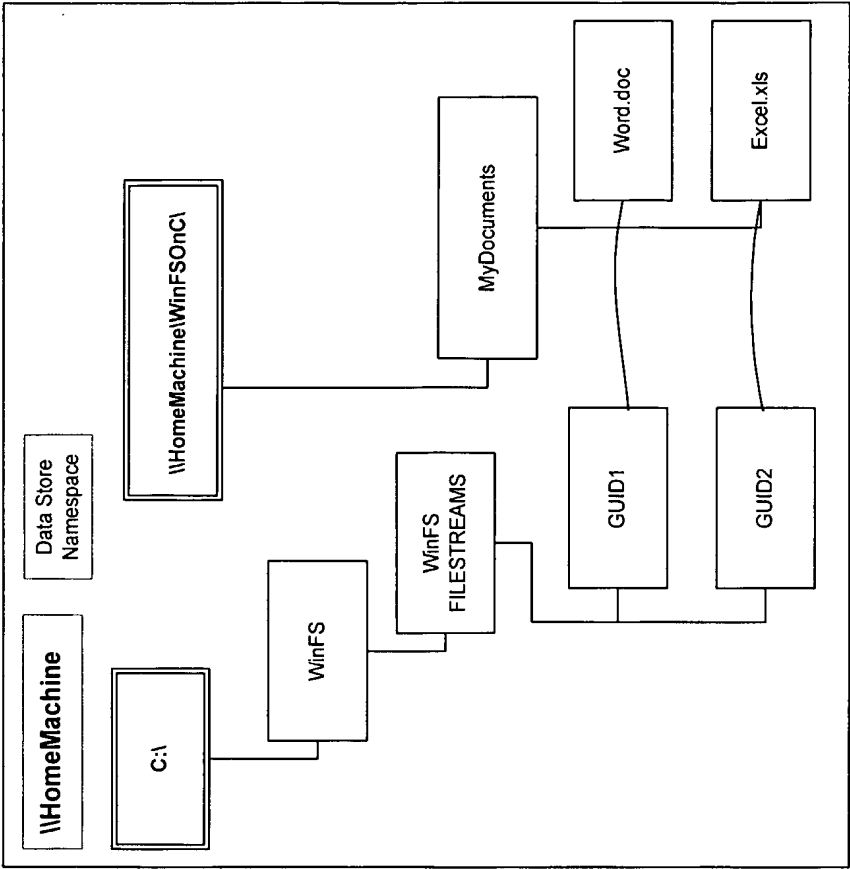 \\HomeMachine
Data Store
Namespace
C:\
\\HomeMachine\WinFSOnC\
WinFS
WinFS
FILESTREAMS
MyDocuments
GUID1
Word.doc
GUID2
Excel.xls